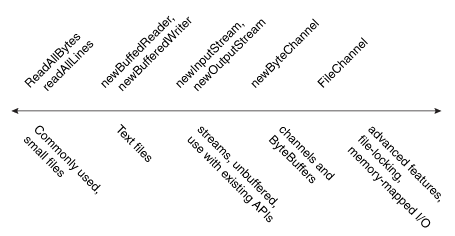 ReadAllBytes
readAllLines
newBuffedReader,
newBufferedWriter
newInputStream,
newOutputStream
newByteChannel
FileChannel
Commonly used,
small files
Text files
streams, unbuffered,
use with existing APIs
channels and
ByteBuffers
advanced features,
file-locking,
memory-mapped I/O